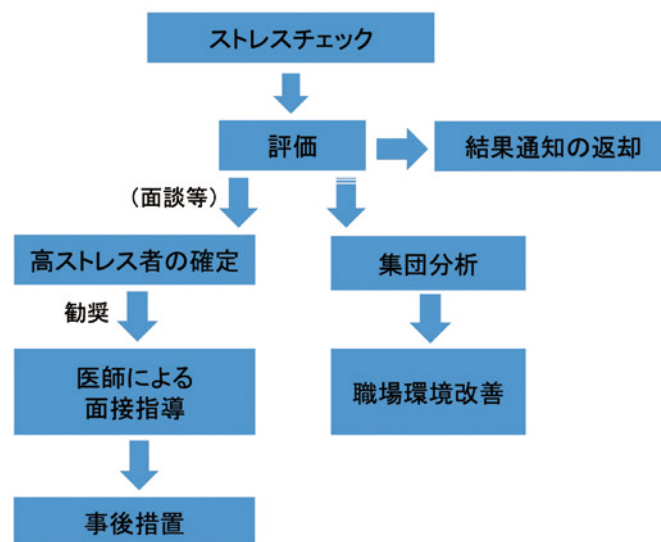 ストレスチェック
評価
結果通知の返却
（面談等）
高ストレス者の確定
集団分析
勧奨
医師による
面接指導
職場環境改善
事後措置